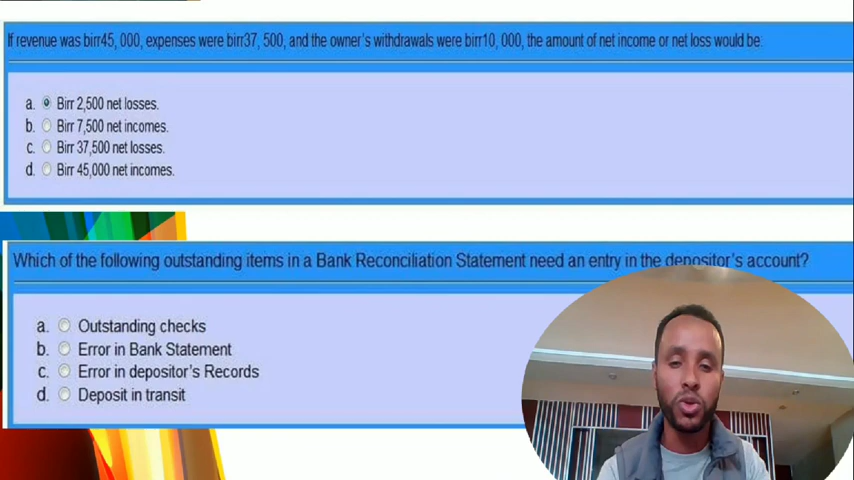 If revenue was birr45, 000, expenses were birr37, 500, and the owner's withdrawals were birr10, 000, the amount of net income or net loss would be:
a. Birr 2,500 net losses.
b. Birr 7,500 net incomes.
c. Birr 37,500 net losses.
d. Birr 45,000 net incomes.
Which of the following outstanding items in a Bank Reconciliation Statement need an entry in the depositor's account?
a. Outstanding checks
b. Error in Bank Statement
c. Error in depositor's Records
d. Deposit in transit